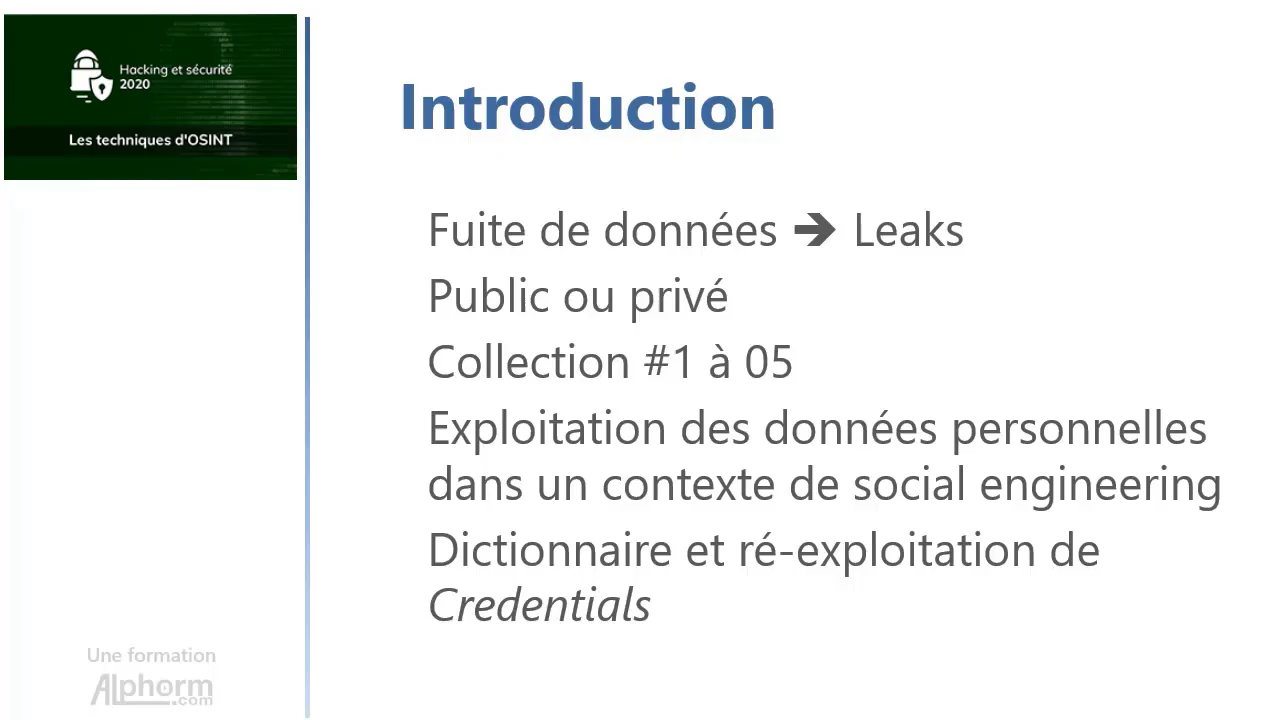 Hacking et sécurité
2020
Les techniques d'OSINT
Introduction
Fuite de données ➔ Leaks
Public ou privé
Collection #1 à 05
Exploitation des données personnelles
dans un contexte de social engineering
Dictionnaire et ré-exploitation de
Credentials
Une formation
Alphorm
.com